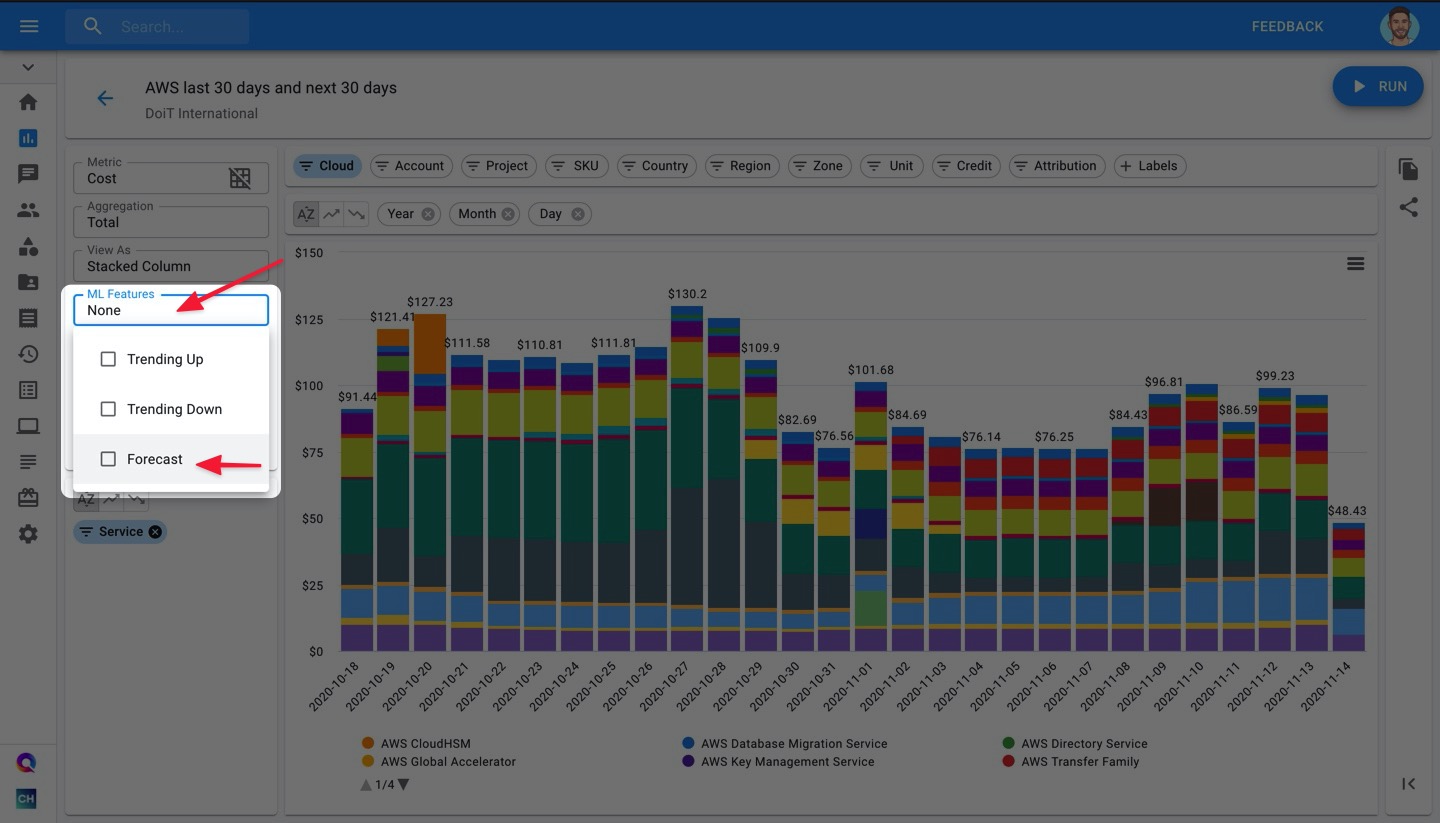 Search...
FEEDBACK
AWS last 30 days and next 30 days
DoiT International
RUN
Metric
Cost
Aggregation
Total
View As
Stacked Column
ML Features
None
Trending Up
Trending Down
Forecast
AZ
Service
Cloud Account Project SKU Country Region Zone Unit Credit Attribution + Labels
AZ Year Month Day
$150
$125
$100
$75
$50
$25
$0
$91.44
$121.41
$127.23
$111.58
$110.81
$111.81
$130.2
$109.9
$82.69
$76.56
$101.68
$84.69
$76.14
$76.25
$84.43
$96.81
$86.59
$99.23
$48.43
2020-10-18
2020-10-19
2020-10-20
2020-10-21
2020-10-22
2020-10-23
2020-10-24
2020-10-25
2020-10-26
2020-10-27
2020-10-28
2020-10-29
2020-10-30
2020-10-31
2020-11-01
2020-11-02
2020-11-03
2020-11-04
2020-11-05
2020-11-06
2020-11-07
2020-11-08
2020-11-09
2020-11-10
2020-11-11
2020-11-12
2020-11-13
2020-11-14
AWS CloudHSM AWS Database Migration Service AWS Directory Service
AWS Global Accelerator AWS Key Management Service AWS Transfer Family
1/4
CH